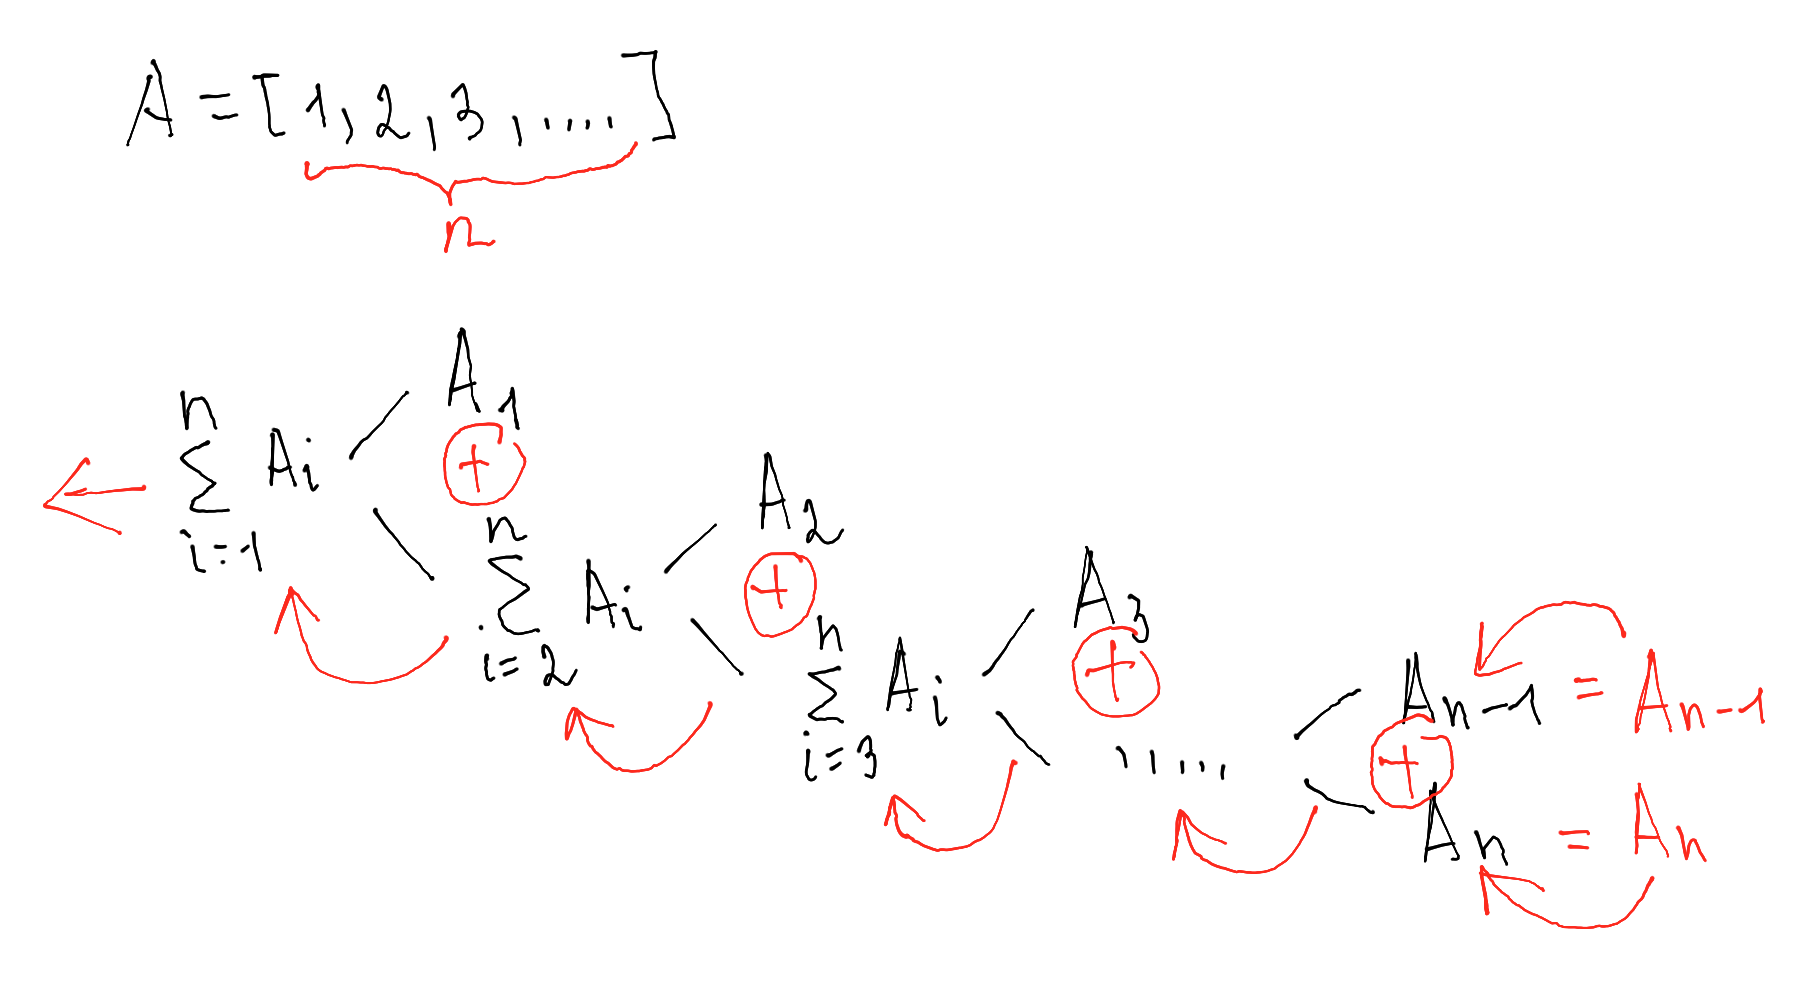 A = [1, 2, 3, .....]
n
n
∑ Ai
i=1
A1
+
n
∑ Ai
i=2
A2
+
n
∑ Ai
i=3
A3
+
.....
An-1 = An-1
+
An = An